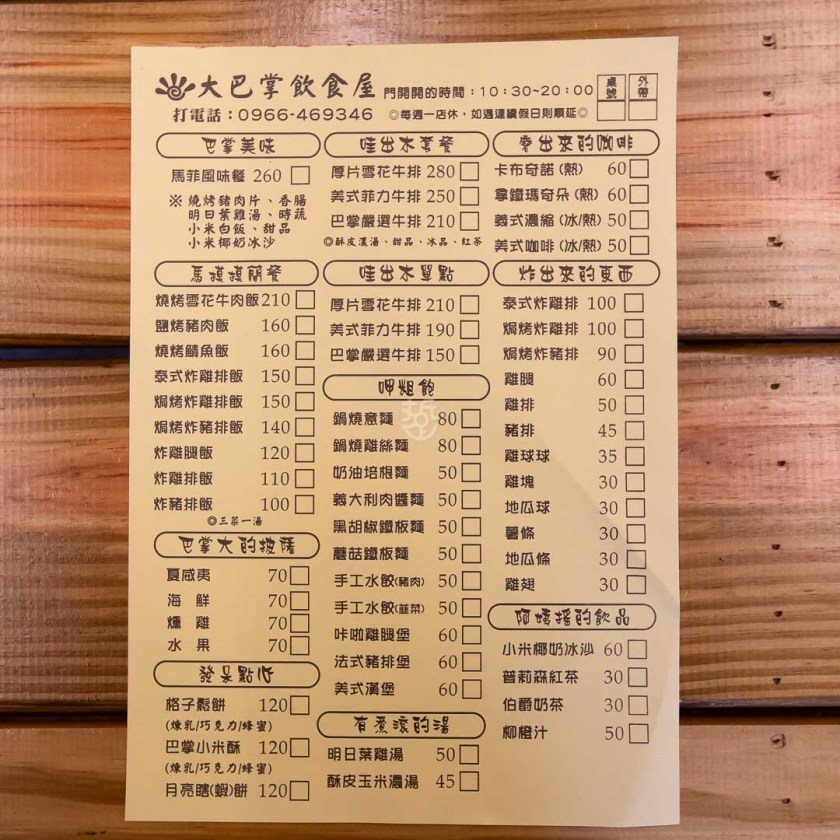 大巴掌飲食屋 門開開的時間：10:30~20:00 桌號 外帶
打電話：0966-469346 ◎每週一店休，如遇連續假日則順延◎
巴掌美味
馬菲風味餐 260
※ 燒烤豬肉片、香腸
明日葉雞湯、時蔬
小米白飯、甜品
小米椰奶冰沙
馬摸摸簡餐
燒烤雪花牛肉飯 210
鹽烤豬肉飯 160
燒烤鯖魚飯 160
泰式炸雞排飯 150
焗烤炸雞排飯 150
焗烤炸豬排飯 140
炸雞腿飯 120
炸雞排飯 110
炸豬排飯 100
◎三菜一湯
巴掌大的披薩
夏威夷 70
海 鮮 70
燻 雞 70
水 果 70
發呆點心
格子鬆餅 120
(煉乳/巧克力/蜂蜜)
巴掌小米酥 120
(煉乳/巧克力/蜂蜜)
月亮瞎(蝦)餅 120
哇出木套餐
厚片雪花牛排 280
美式菲力牛排 250
巴掌嚴選牛排 210
◎酥皮濃湯、甜品、冰品、紅茶
哇出木單點
厚片雪花牛排 210
美式菲力牛排 190
巴掌嚴選牛排 150
呷粗飽
鍋燒意麵 80
鍋燒雞絲麵 80
奶油培根麵 50
義大利肉醬麵 50
黑胡椒鐵板麵 50
蘑菇鐵板麵 50
手工水餃(豬肉) 50
手工水餃(韮菜) 50
咔啦雞腿堡 60
法式豬排堡 60
美式漢堡 60
有煮滾的湯
明日葉雞湯 50
酥皮玉米濃湯 45
來出來的咖啡
卡布奇諾 (熱) 60
拿鐵瑪奇朵 (熱) 60
義式濃縮 (冰/熱) 50
美式咖啡 (冰/熱) 50
炸出來的東西
泰式炸雞排 100
焗烤炸雞排 100
焗烤炸豬排 90
雞腿 60
雞排 50
豬排 45
雞球球 35
雞塊 30
地瓜球 30
薯條 30
地瓜條 30
雞翅 30
阿嬌搖的飲品
小米椰奶冰沙 60
普莉森紅茶 30
伯爵奶茶 30
柳橙汁 50